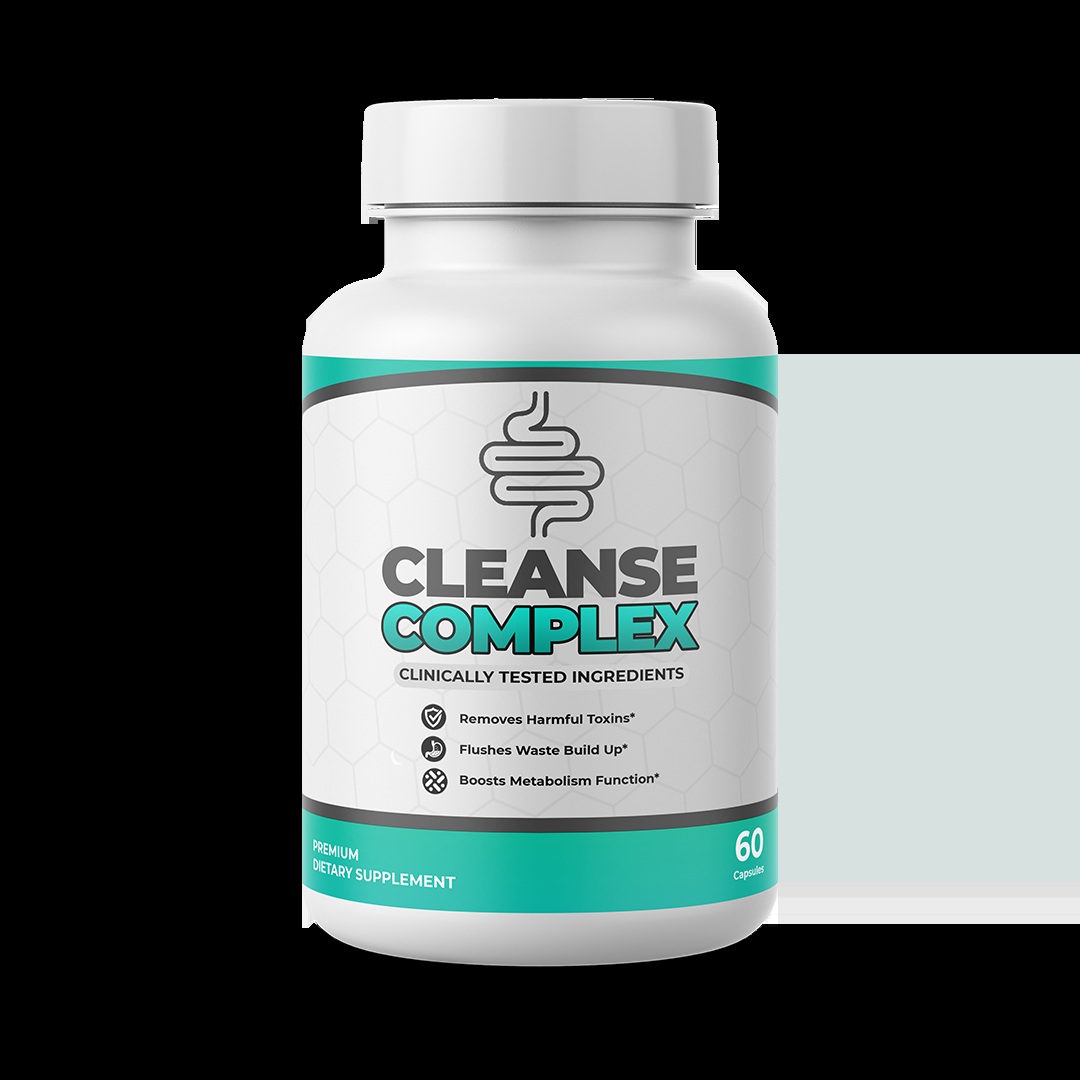 CLEANSE
COMPLEX
CLINICALLY TESTED INGREDIENTS
Removes Harmful Toxins*
Flushes Waste Build Up*
Boosts Metabolism Function*
PREMIUM
DIETARY SUPPLEMENT
60
Capsules